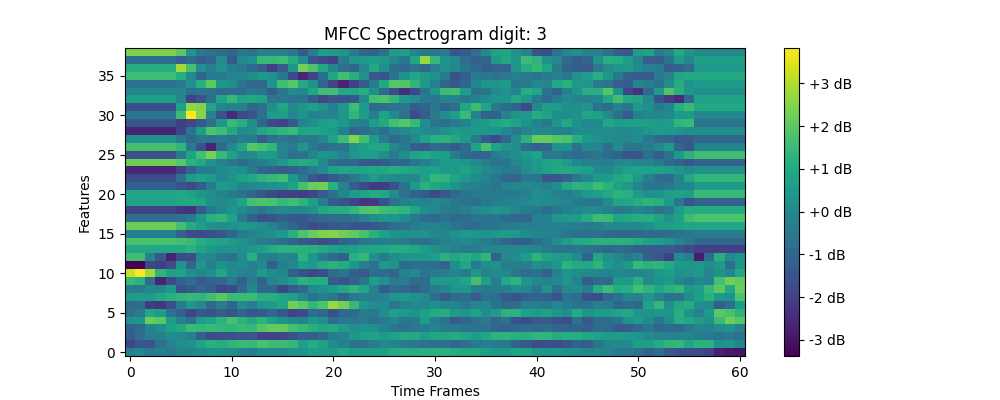 MFCC Spectrogram digit: 3
Features
35
30
25
20
15
10
5
0
0 10 20 30 40 50 60
Time Frames
+3 dB
+2 dB
+1 dB
+0 dB
-1 dB
-2 dB
-3 dB